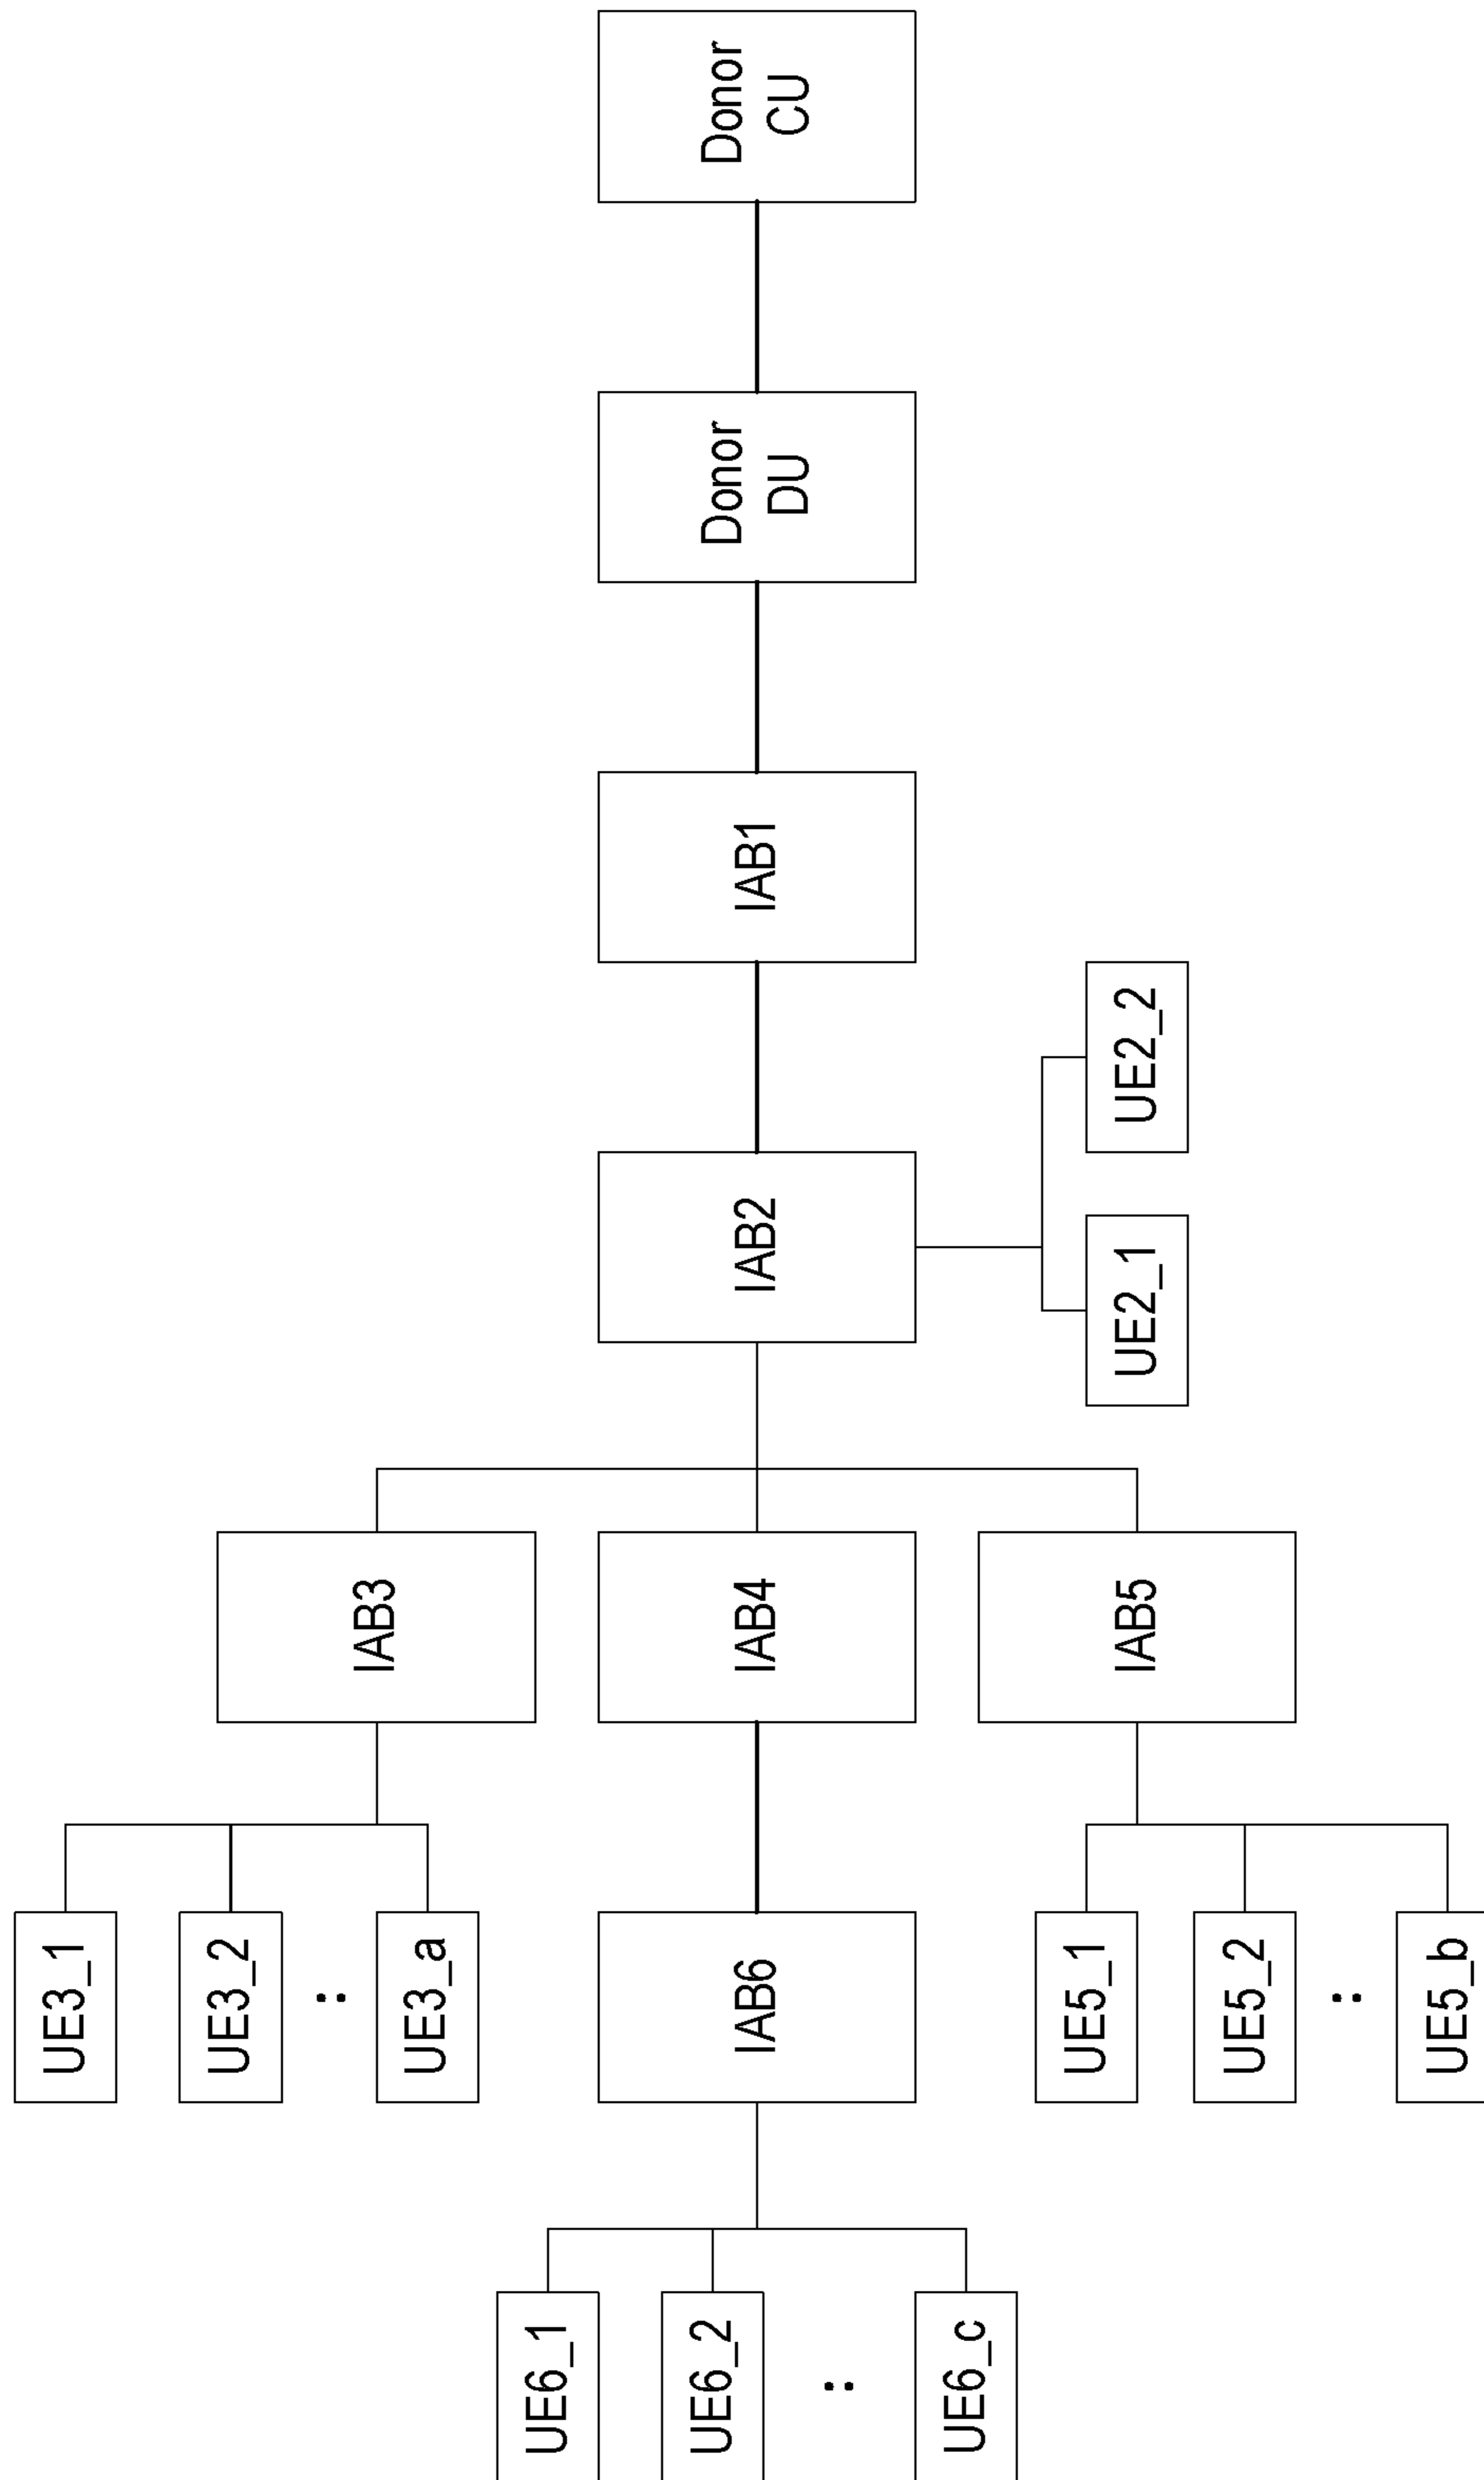 Donor
CU
Donor
DU
IAB1
UE2_2
IAB2
UE2_1
IAB3
IAB4
IAB5
UE3_1
UE3_2
:
UE3_a
IAB6
UE5_1
UE5_2
:
UE5_b
UE6_1
UE6_2
:
UE6_c